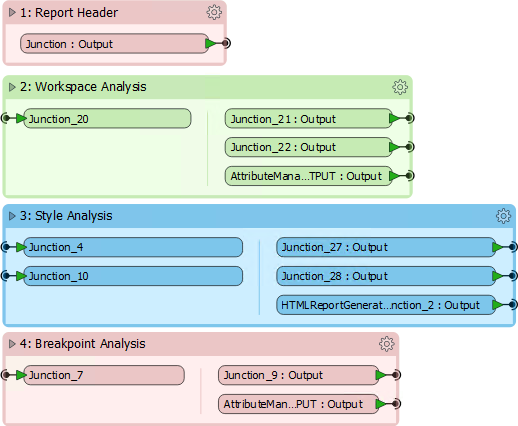 1: Report Header
Junction : Output
2: Workspace Analysis
Junction_20
Junction_21 : Output
Junction_22 : Output
AttributeMana...TPUT : Output
3: Style Analysis
Junction_4
Junction_27 : Output
Junction_10
Junction_28 : Output
HTMLReportGenerat...nction_2 : Output
4: Breakpoint Analysis
Junction_7
Junction_9 : Output
AttributeMan...PUT : Output